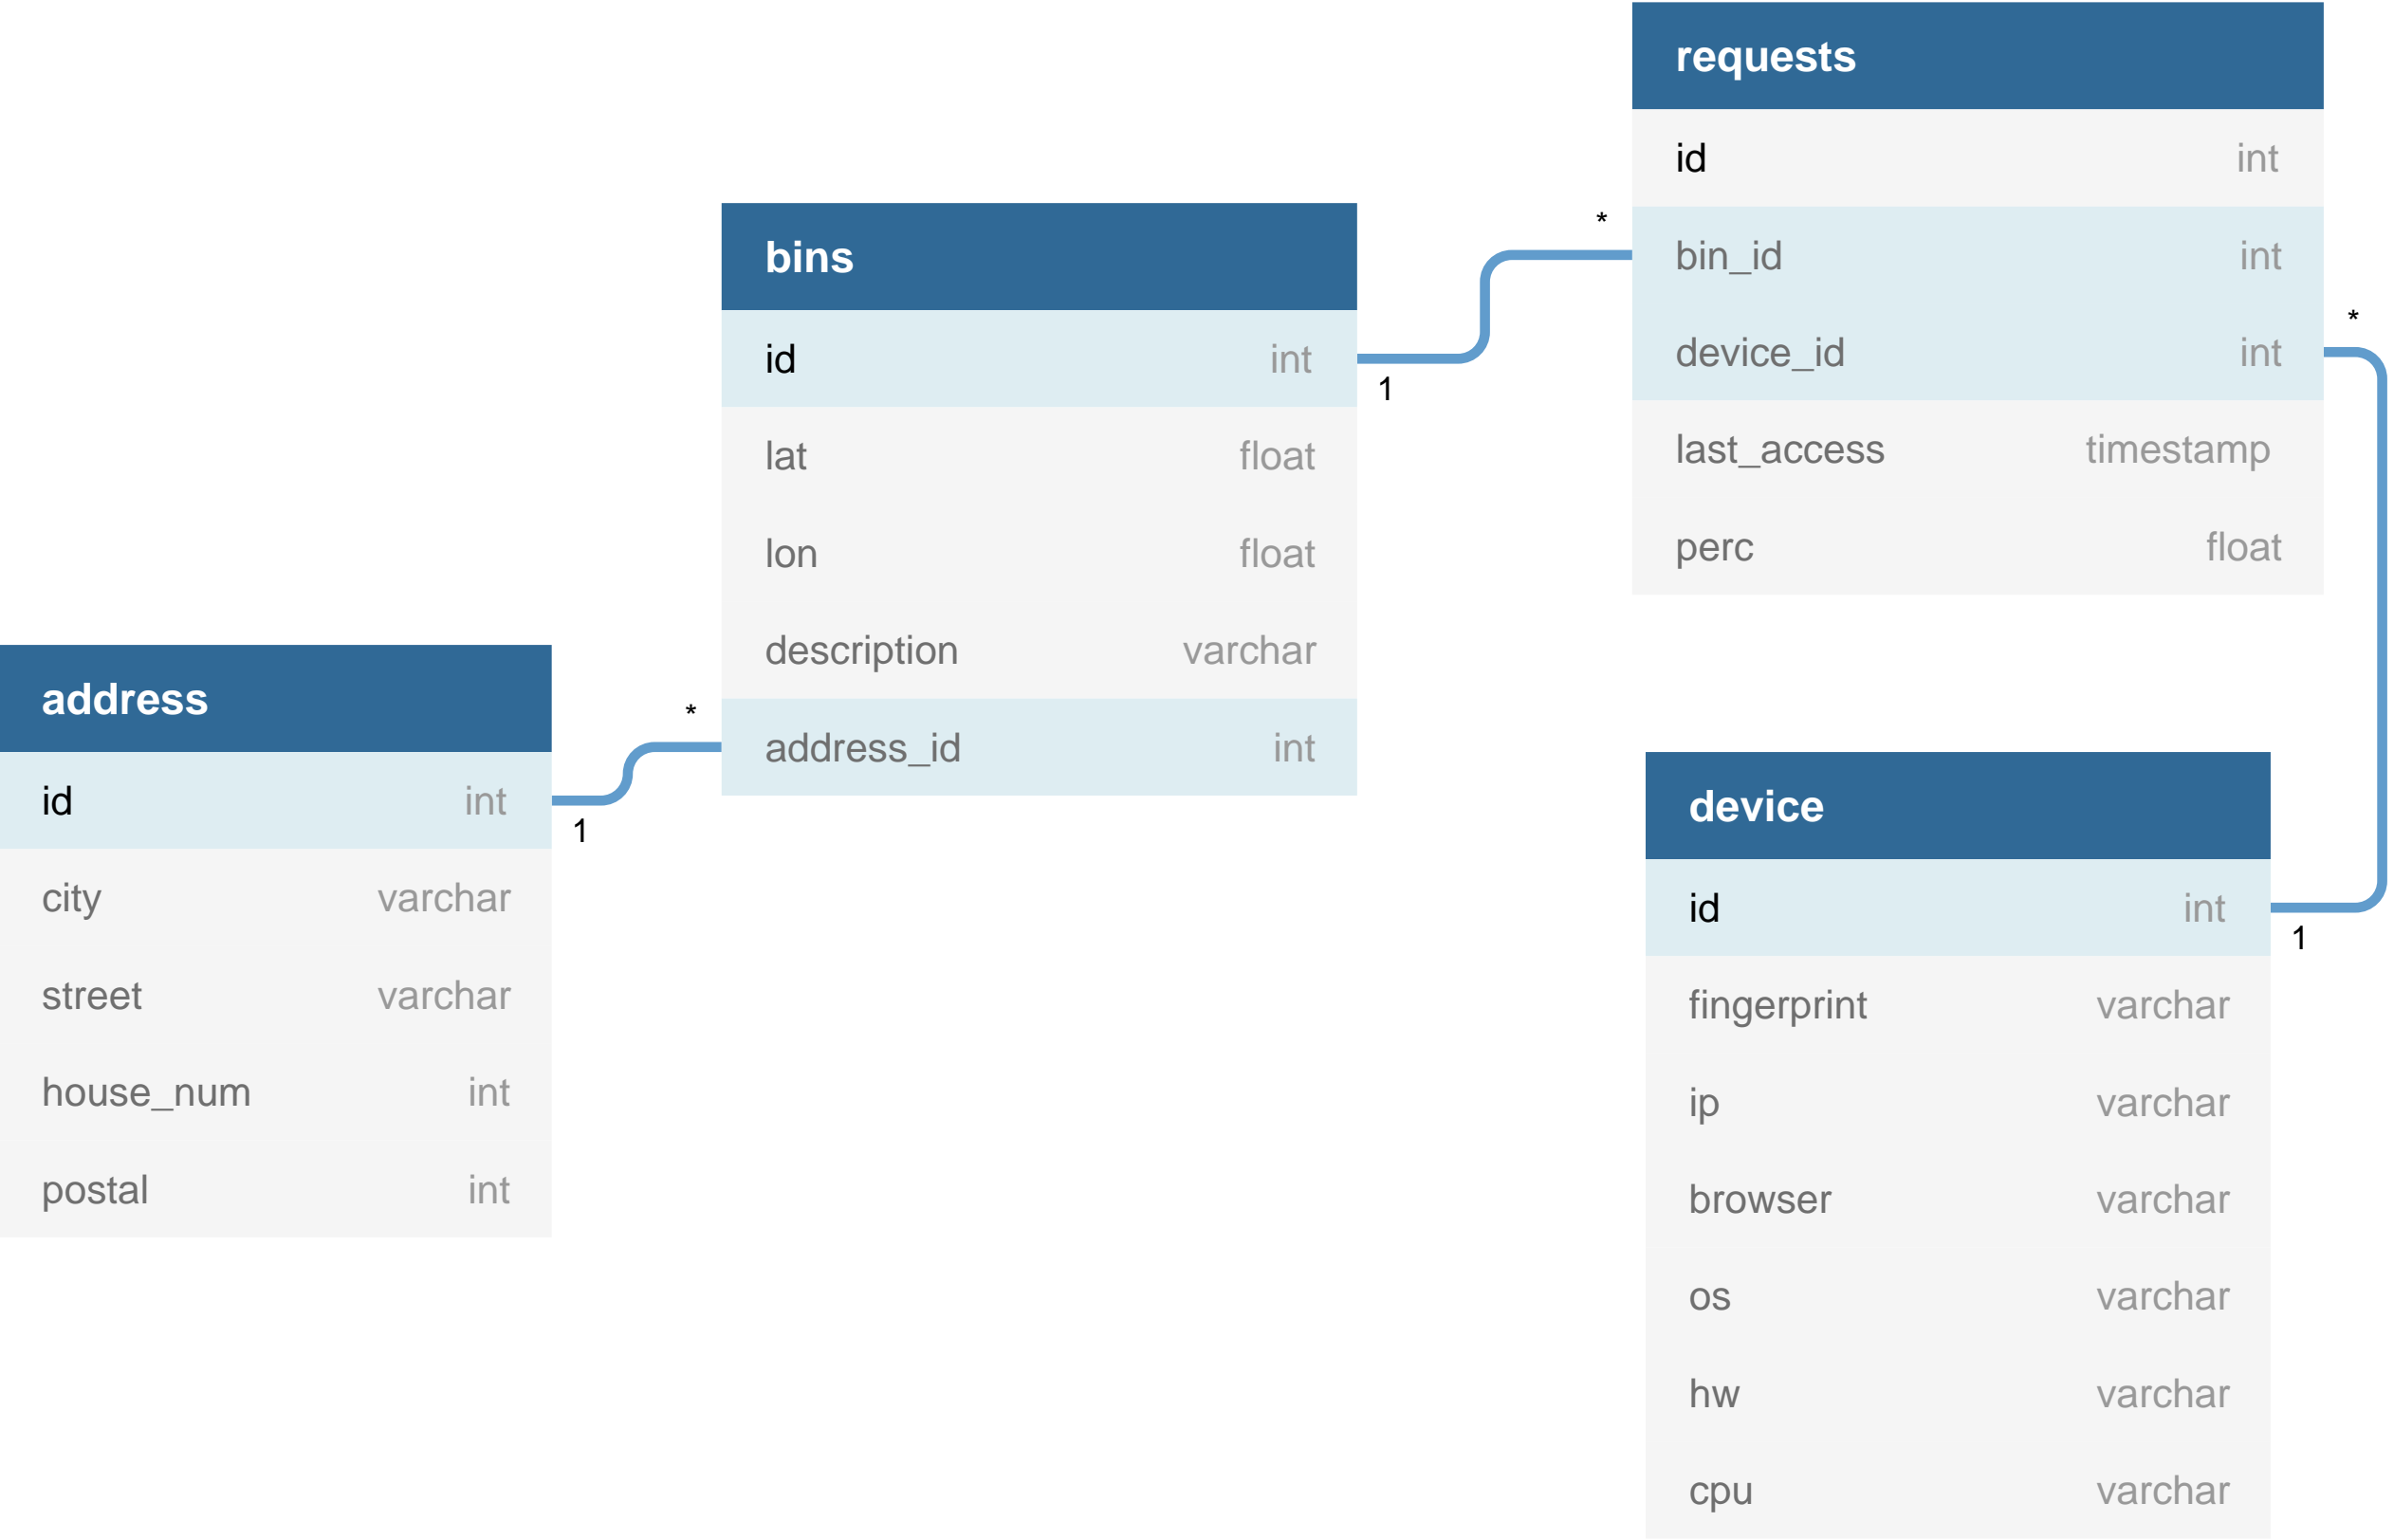 requests
id int
* bin_id int
device_id int *
last_access timestamp
perc float
bins
id int
1
lat float
lon float
description varchar
* address_id int
address
id int
1
city varchar
street varchar
house_num int
postal int
device
id int
1
fingerprint varchar
ip varchar
browser varchar
os varchar
hw varchar
cpu varchar